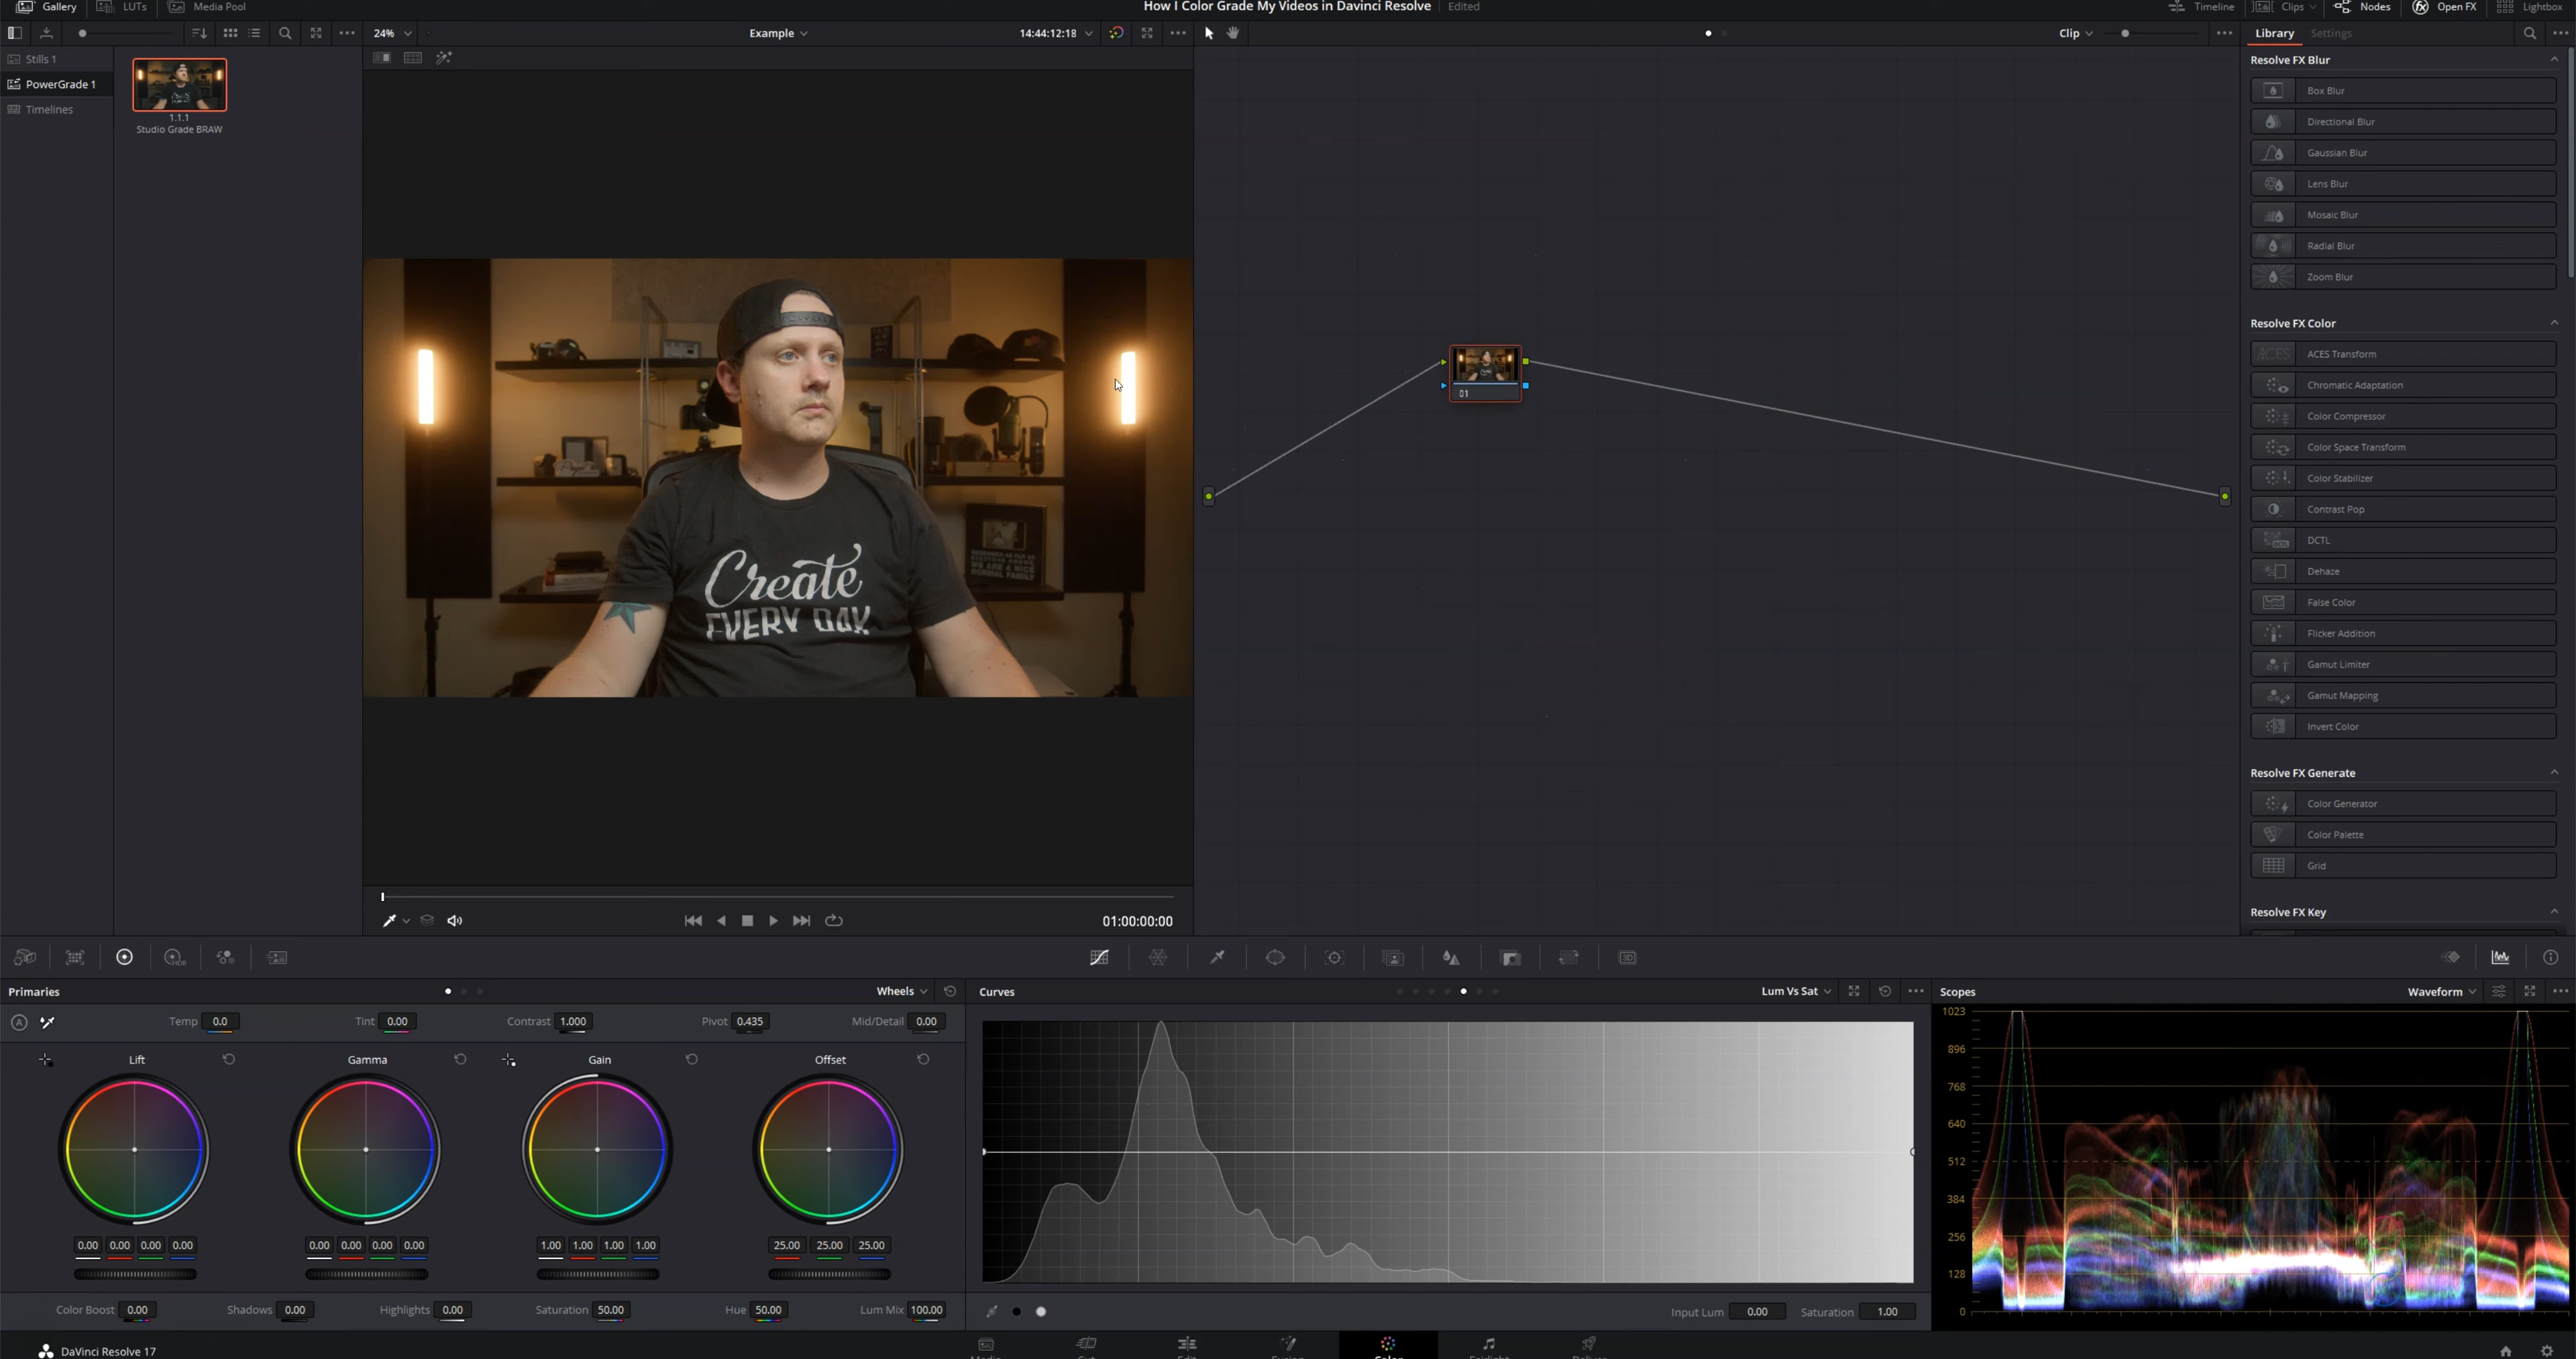 Gallery
LUTs
Media Pool
How I Color Grade My Videos in Davinci Resolve
Edited
Timeline
Clips
Nodes
Open FX
Lightbox
24%
Example
14:44:12:18
Clip
Library
Settings
Stills 1
PowerGrade 1
Timelines
1.1.1
Studio Grade BRAW
Create
EVERY DAY
01
01:00:00:00
Resolve FX Blur
Box Blur
Directional Blur
Gaussian Blur
Lens Blur
Mosaic Blur
Radial Blur
Zoom Blur
Resolve FX Color
ACES Transform
Chromatic Adaptation
Color Compressor
Color Space Transform
Color Stabilizer
Contrast Pop
DCTL
Dehaze
False Color
Flicker Addition
Gamut Limiter
Gamut Mapping
Invert Color
Resolve FX Generate
Color Generator
Color Palette
Grid
Resolve FX Key
HDR
3D
Primaries
Wheels
Temp 0.0 Tint 0.00 Contrast 1.000 Pivot 0.435 Mid/Detail 0.00
Lift Gamma Gain Offset
0.00 0.00 0.00 0.00
0.00 0.00 0.00 0.00
1.00 1.00 1.00 1.00
25.00 25.00 25.00
Color Boost 0.00 Shadows 0.00 Highlights 0.00 Saturation 50.00 Hue 50.00 Lum Mix 100.00
Curves
Lum Vs Sat
Input Lum 0.00 Saturation 1.00
Scopes
Waveform
1023
896
768
640
512
384
256
128
0
DaVinci Resolve 17